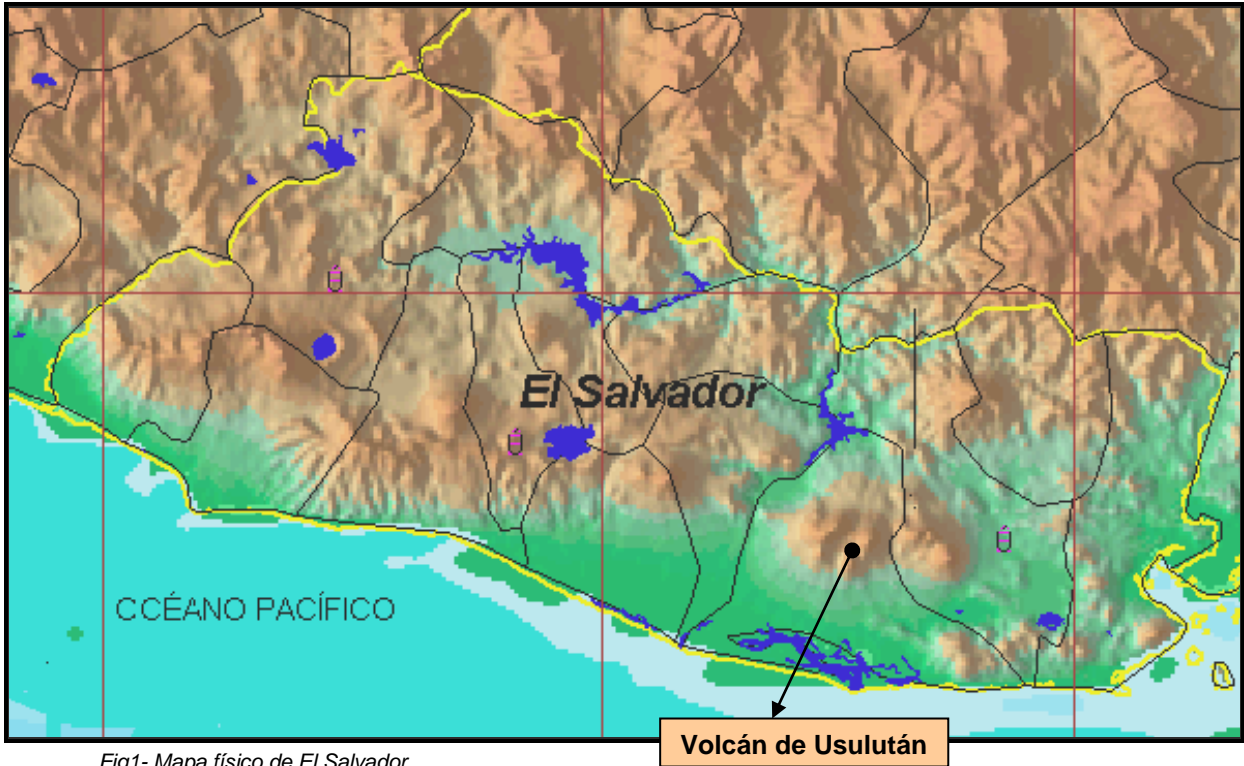 El Salvador
CCÉANO PACÍFICO
Volcán de Usulután
Fig1- Mapa físico de El Salvador